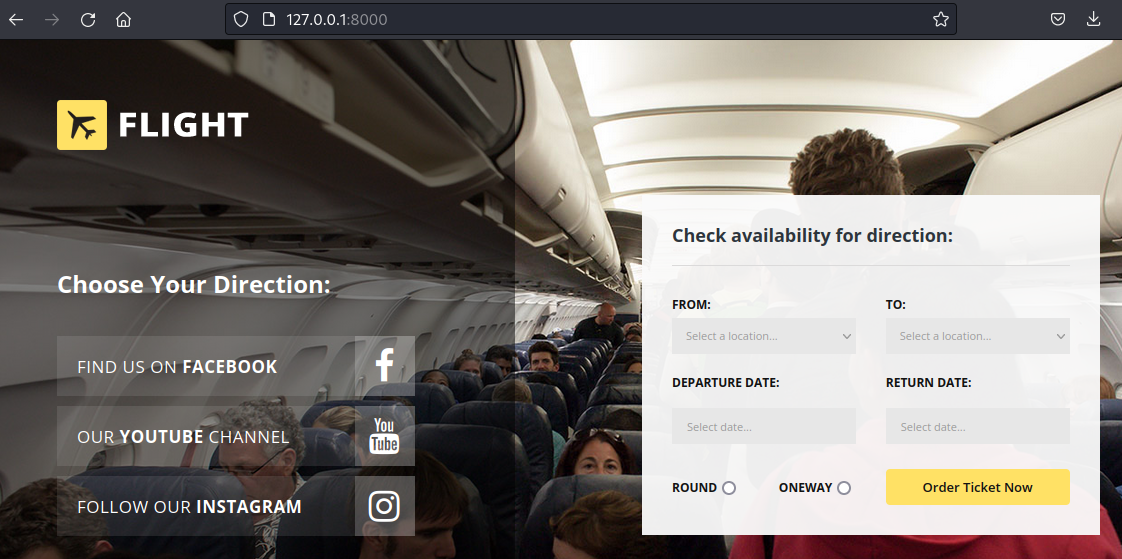 127.0.0.1:8000
FLIGHT
Choose Your Direction:
FIND US ON FACEBOOK
OUR YOUTUBE CHANNEL
You
Tube
FOLLOW OUR INSTAGRAM
Check availability for direction:
FROM: TO:
Select a location... Select a location...
DEPARTURE DATE: RETURN DATE:
Select date... Select date...
ROUND ONEWAY Order Ticket Now